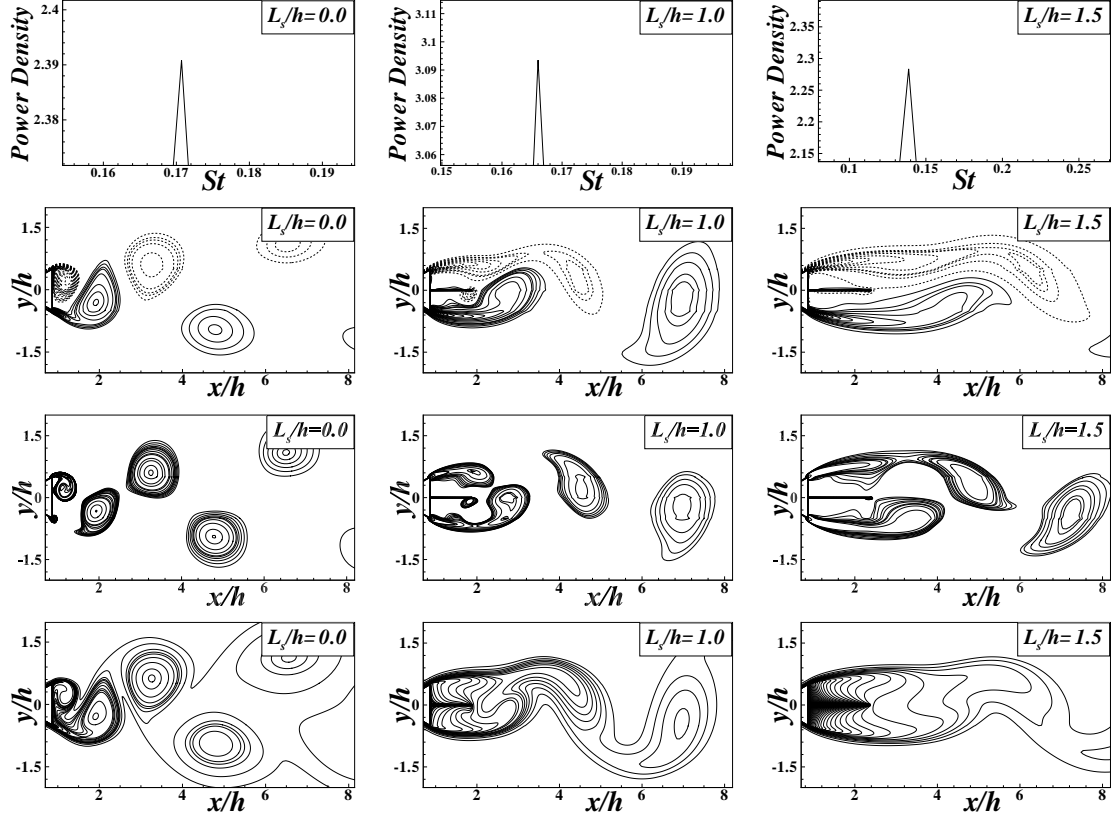 Power Density
2.4
2.39
2.38
L_s/h=0.0
0.16
0.17
0.18
0.19
St
Power Density
3.11
3.1
3.09
3.08
3.07
3.06
L_s/h=1.0
0.15
0.16
0.17
0.18
0.19
St
Power Density
2.35
2.3
2.25
2.2
2.15
L_s/h=1.5
0.1
0.15
0.2
0.25
St
y/h
1.5
0
-1.5
L_s/h=0.0
2 4 6 8
x/h
y/h
1.5
0
-1.5
L_s/h=1.0
2 4 6 8
x/h
y/h
1.5
0
-1.5
L_s/h=1.5
2 4 6 8
x/h
y/h
1.5
0
-1.5
L_s/h=0.0
2 4 6 8
x/h
y/h
1.5
0
-1.5
L_s/h=1.0
2 4 6 8
x/h
y/h
1.5
0
-1.5
L_s/h=1.5
2 4 6 8
x/h
y/h
1.5
0
-1.5
L_s/h=0.0
2 4 6 8
x/h
y/h
1.5
0
-1.5
L_s/h=1.0
2 4 6 8
x/h
y/h
1.5
0
-1.5
L_s/h=1.5
2 4 6 8
x/h